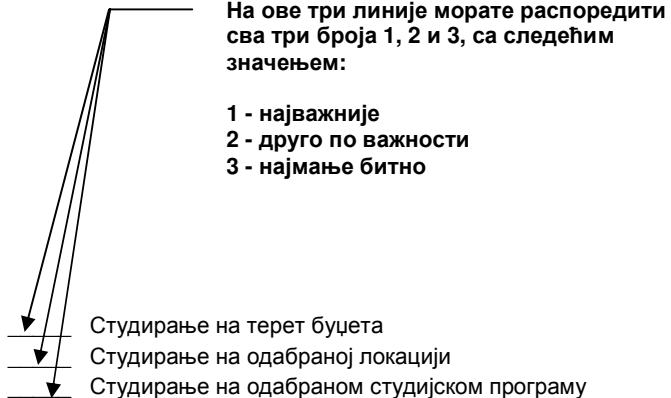 На ове три линије морате распоредити
сва три броја 1, 2 и 3, са следећим
значењем:
1 - најважније
2 - друго по важности
3 - најмање битно
Студирање на терет буџета
Студирање на одабраној локацији
Студирање на одабраном студијском програму